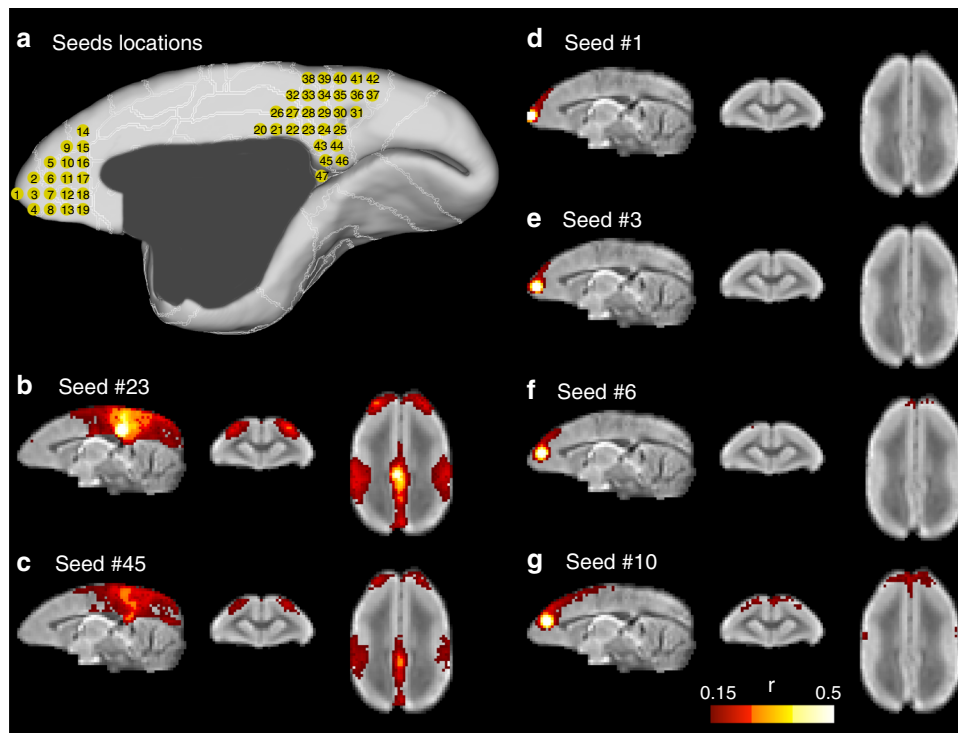 a Seeds locations
38 39 40 41 42
32 33 34 35 36 37
26 27 28 29 30 31
20 21 22 23 24 25
43 44
45 46
47
14
9 15
5 10 16
2 6 11 17
1 3 7 12 18
4 8 13 19
b Seed #23
c Seed #45
d Seed #1
e Seed #3
f Seed #6
g Seed #10
r
0.15 0.5